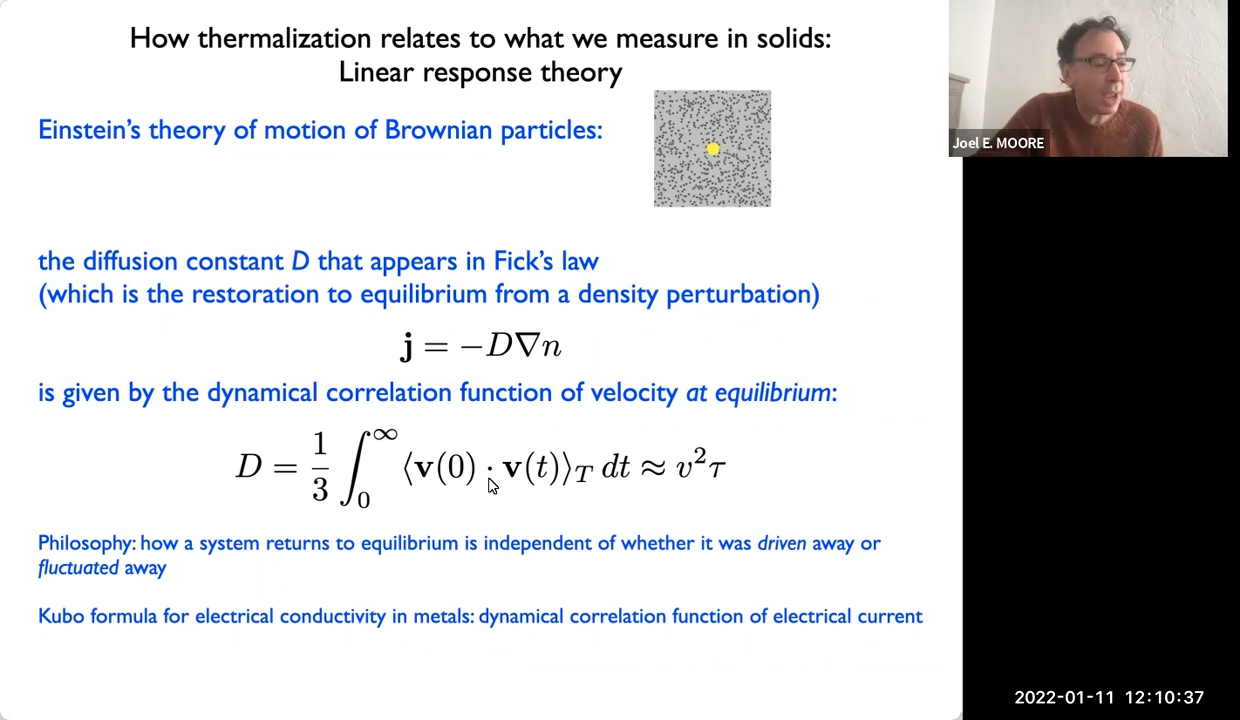 How thermalization relates to what we measure in solids:
Linear response theory
Einstein’s theory of motion of Brownian particles:
the diffusion constant D that appears in Fick’s law
(which is the restoration to equilibrium from a density perturbation)
j = −D∇n
is given by the dynamical correlation function of velocity at equilibrium:
D = 1/3 ∫₀^∞ ⟨v(0) · v(t)⟩_T dt ≈ v²τ
Philosophy: how a system returns to equilibrium is independent of whether it was driven away or
fluctuated away
Kubo formula for electrical conductivity in metals: dynamical correlation function of electrical current
Joel E. MOORE
2022-01-11 12:10:37